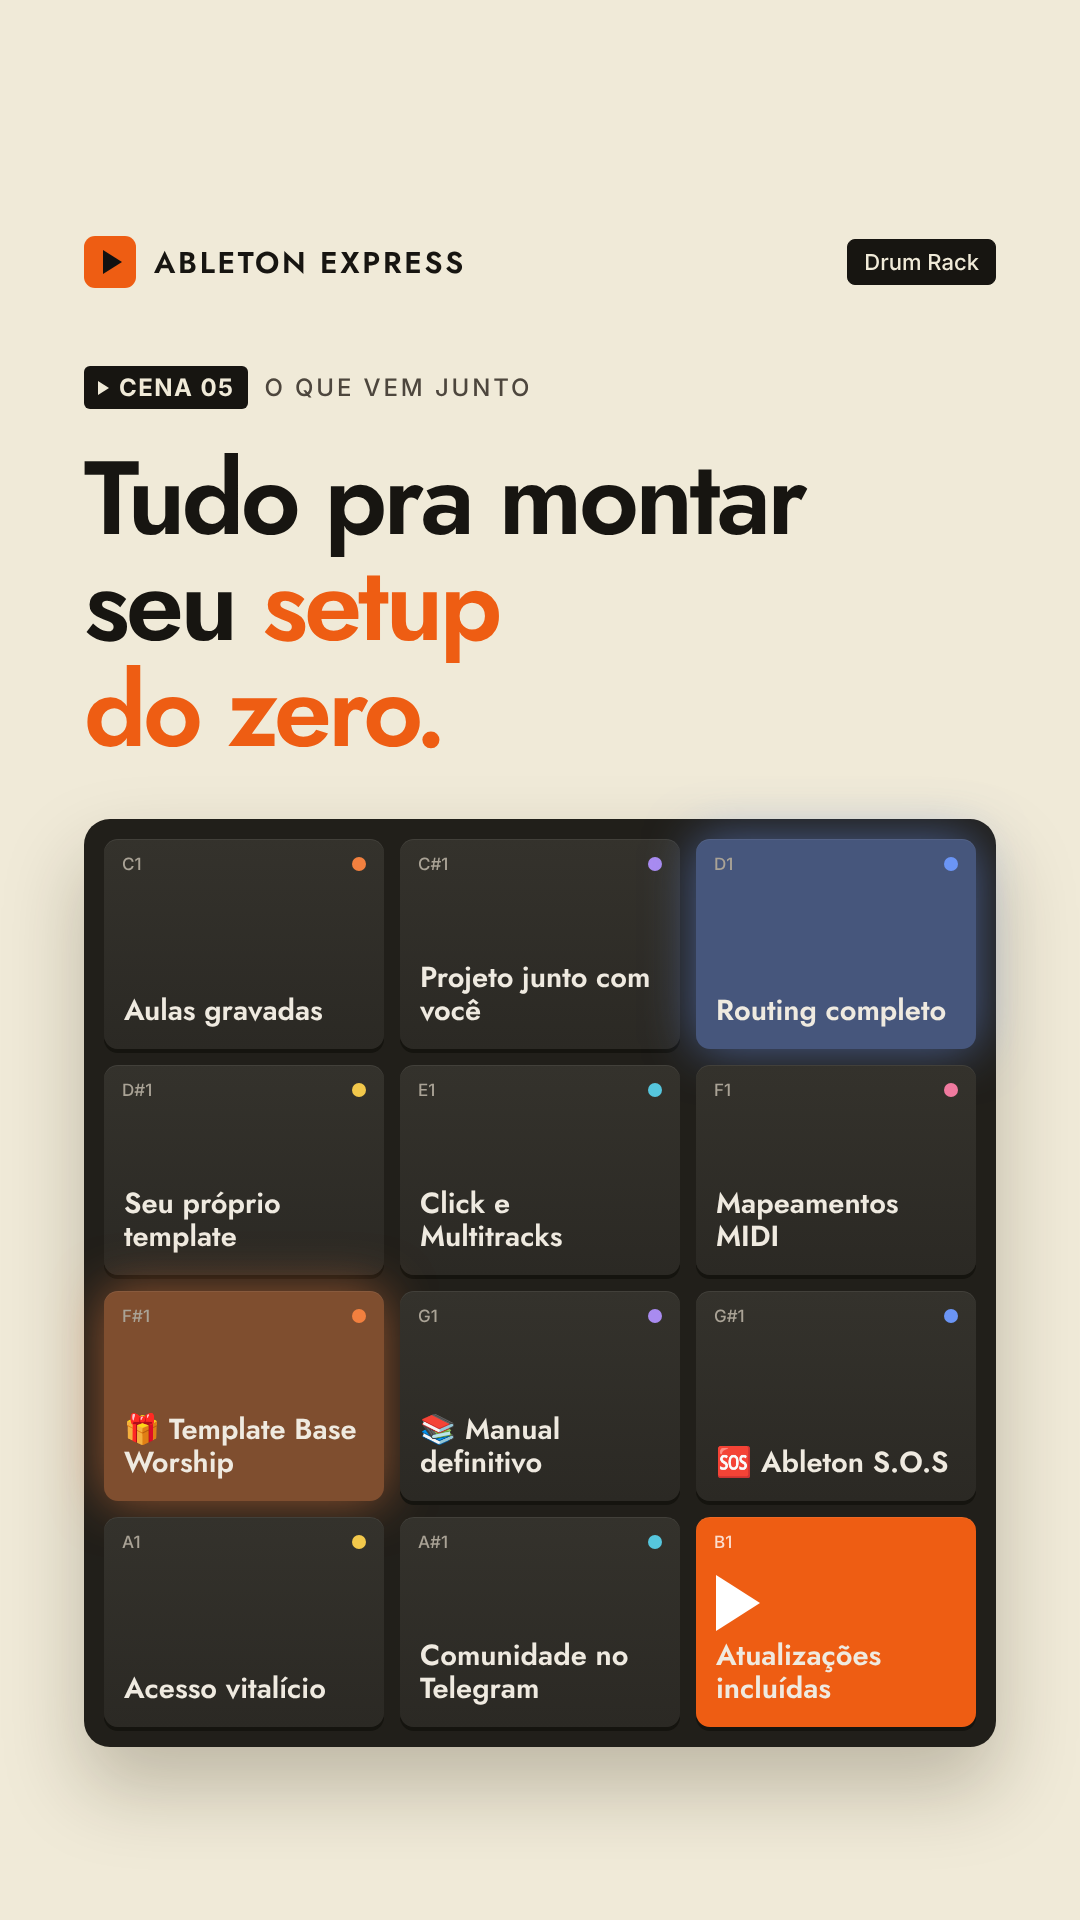 ABLETON EXPRESS
Drum Rack
CENA 05 O QUE VEM JUNTO
Tudo pra montar
seu setup
do zero.
C1
Aulas gravadas
C#1
Projeto junto com
você
D1
Routing completo
D#1
Seu próprio
template
E1
Click e
Multitracks
F1
Mapeamentos
MIDI
F#1
🎁 Template Base
Worship
G1
📚 Manual
definitivo
G#1
🆘 Ableton S.O.S
A1
Acesso vitalício
A#1
Comunidade no
Telegram
B1
Atualizações
incluídas